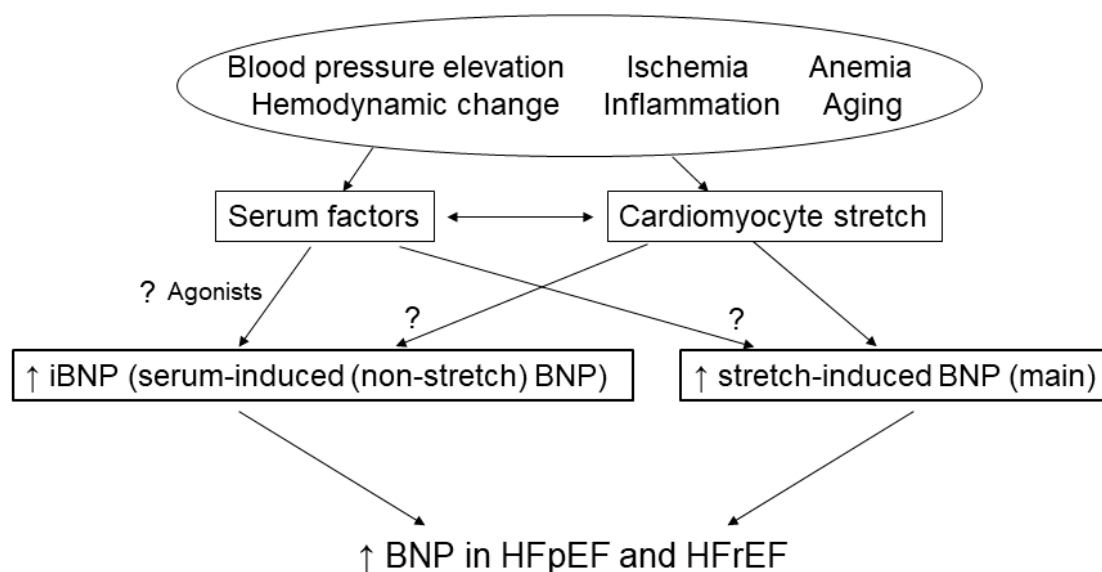 Blood pressure elevation Ischemia Anemia
Hemodynamic change Inflammation Aging
Serum factors Cardiomyocyte stretch
? Agonists
? ?
↑ iBNP (serum-induced (non-stretch) BNP) ↑ stretch-induced BNP (main)
↑ BNP in HFpEF and HFrEF